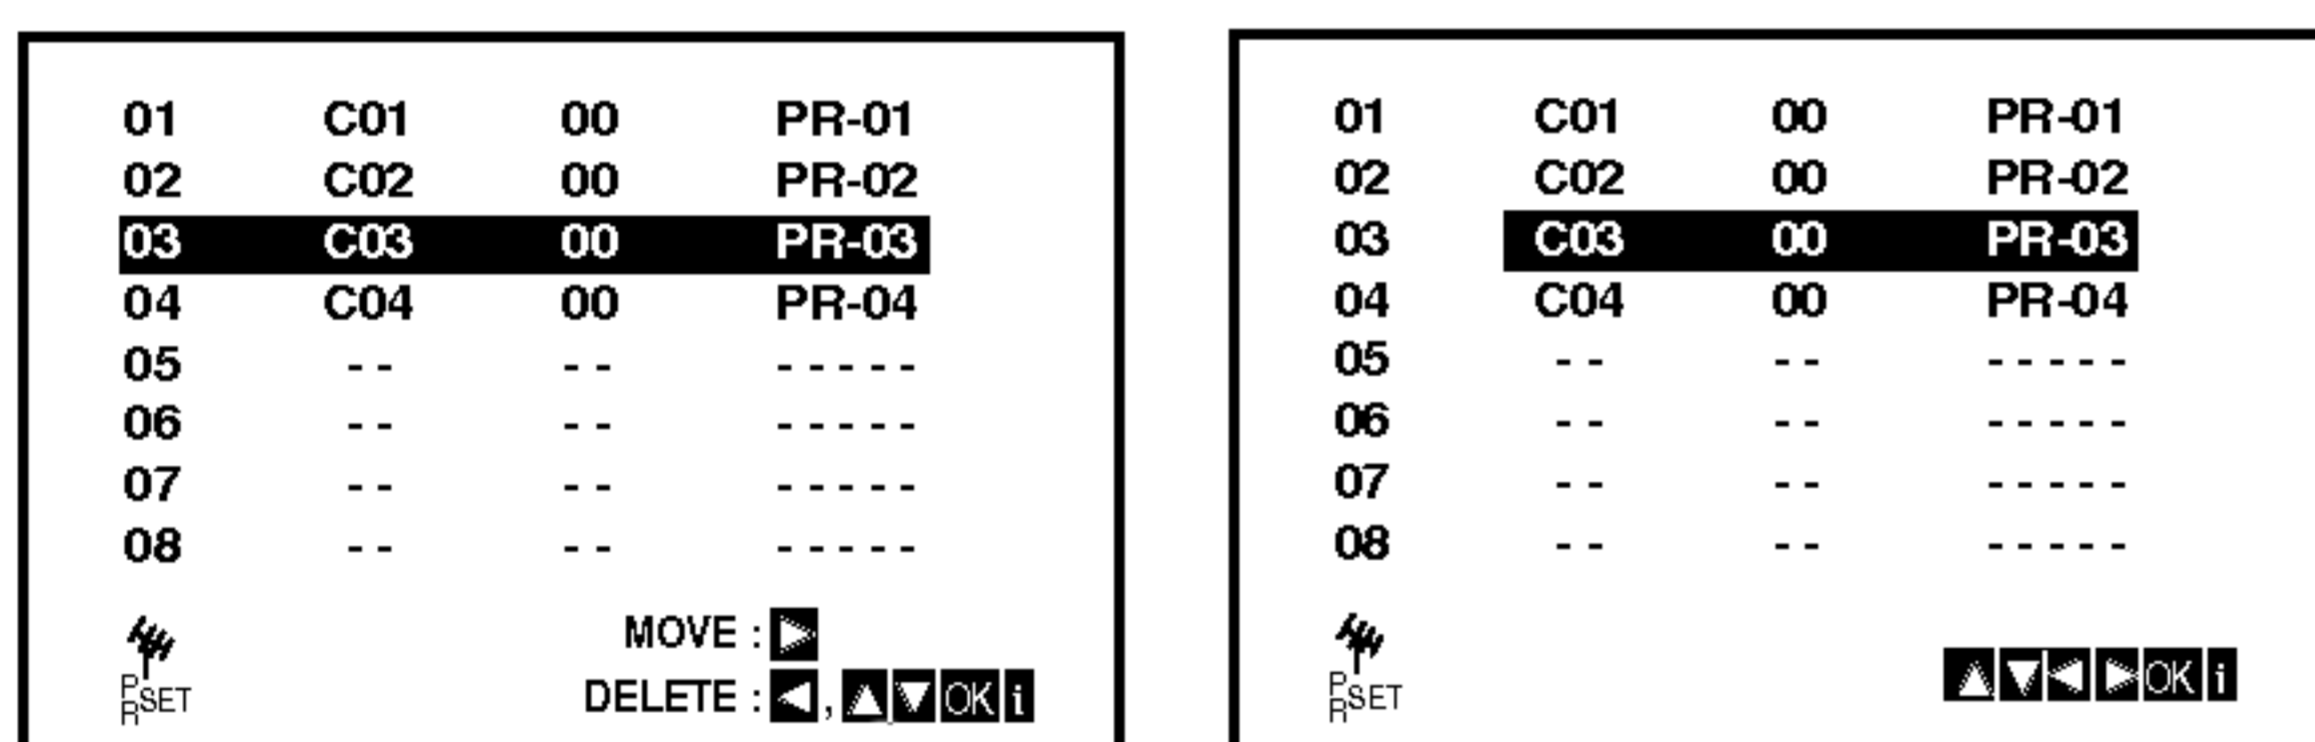 01 C01 00 PR-01
02 C02 00 PR-02
03 C03 00 PR-03
04 C04 00 PR-04
05 -- -- -----
06 -- -- -----
07 -- -- -----
08 -- -- -----
MOVE : ▷
DELETE : ◁, △ ▽ OK i
PR SET
01 C01 00 PR-01
02 C02 00 PR-02
03 C03 00 PR-03
04 C04 00 PR-04
05 -- -- -----
06 -- -- -----
07 -- -- -----
08 -- -- -----
PR SET
△ ▽ ◁ ▷ OK i